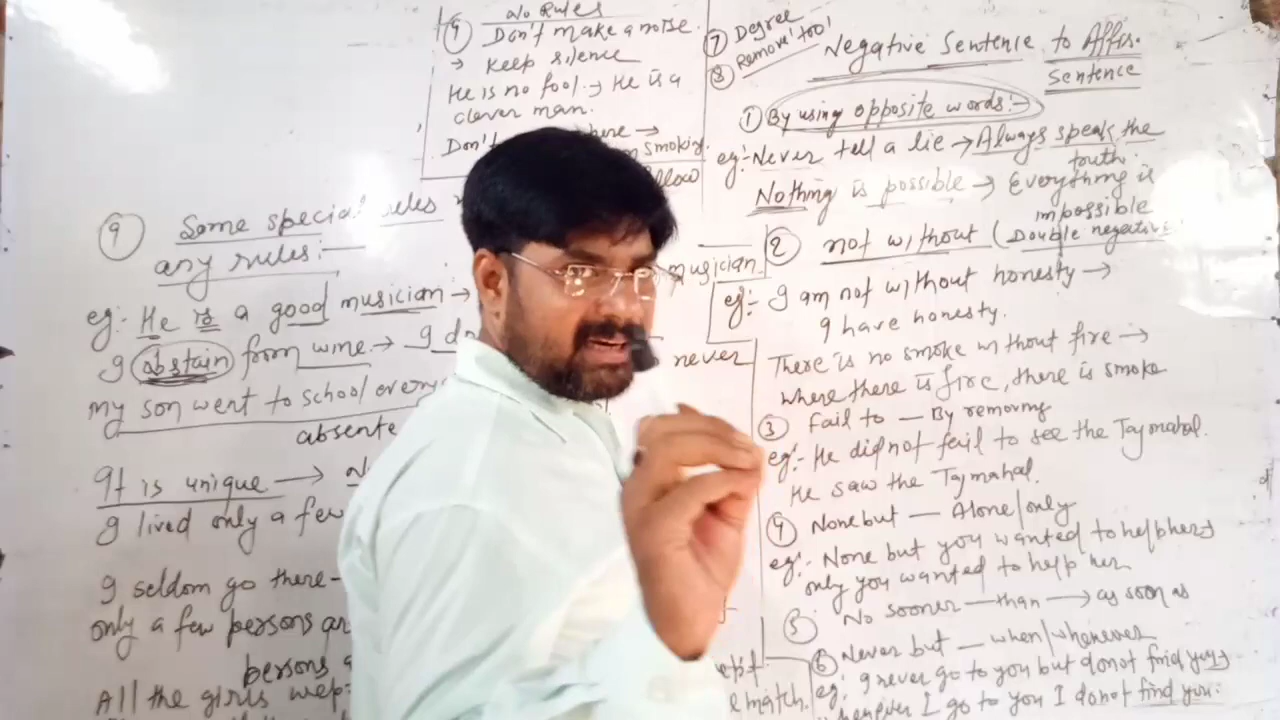 w/o Rules
9 Don't make a noise.
→ Keep silence
He is no fool → He is a
clever man.
Don't here →
smoking.
allow
9 Some special rules
any rules:-
eg:- He is a good musician → musician.
I abstain from wine. → I never
My son went to school every
absente
It is unique →
I lived only a few
I seldom go there-
only a few persons
persons
All the girls wept
wept
match.
7 Degree
8 Remove 'too'
Negative Sentence to Affir.
Sentence
1 By using opposite words:→
eg:- Never tell a lie → Always speak the
truth.
Nothing is possible → Everything is
impossible
2 not without (Double negative
eg:- I am not without honesty →
I have honesty.
There is no smoke without fire →
where there is fire, there is smoke
3 Fail to — By removing
eg:- He did not fail to see the Tajmahal.
He saw the Tajmahal.
4 None but — Alone/only
eg:- None but you wanted to help her→
only you wanted to help her
5 No sooner — than → as soon as
6 Never but — when/whenever
eg: I never go to you but donot find you→
whenever I go to you I donot find you.